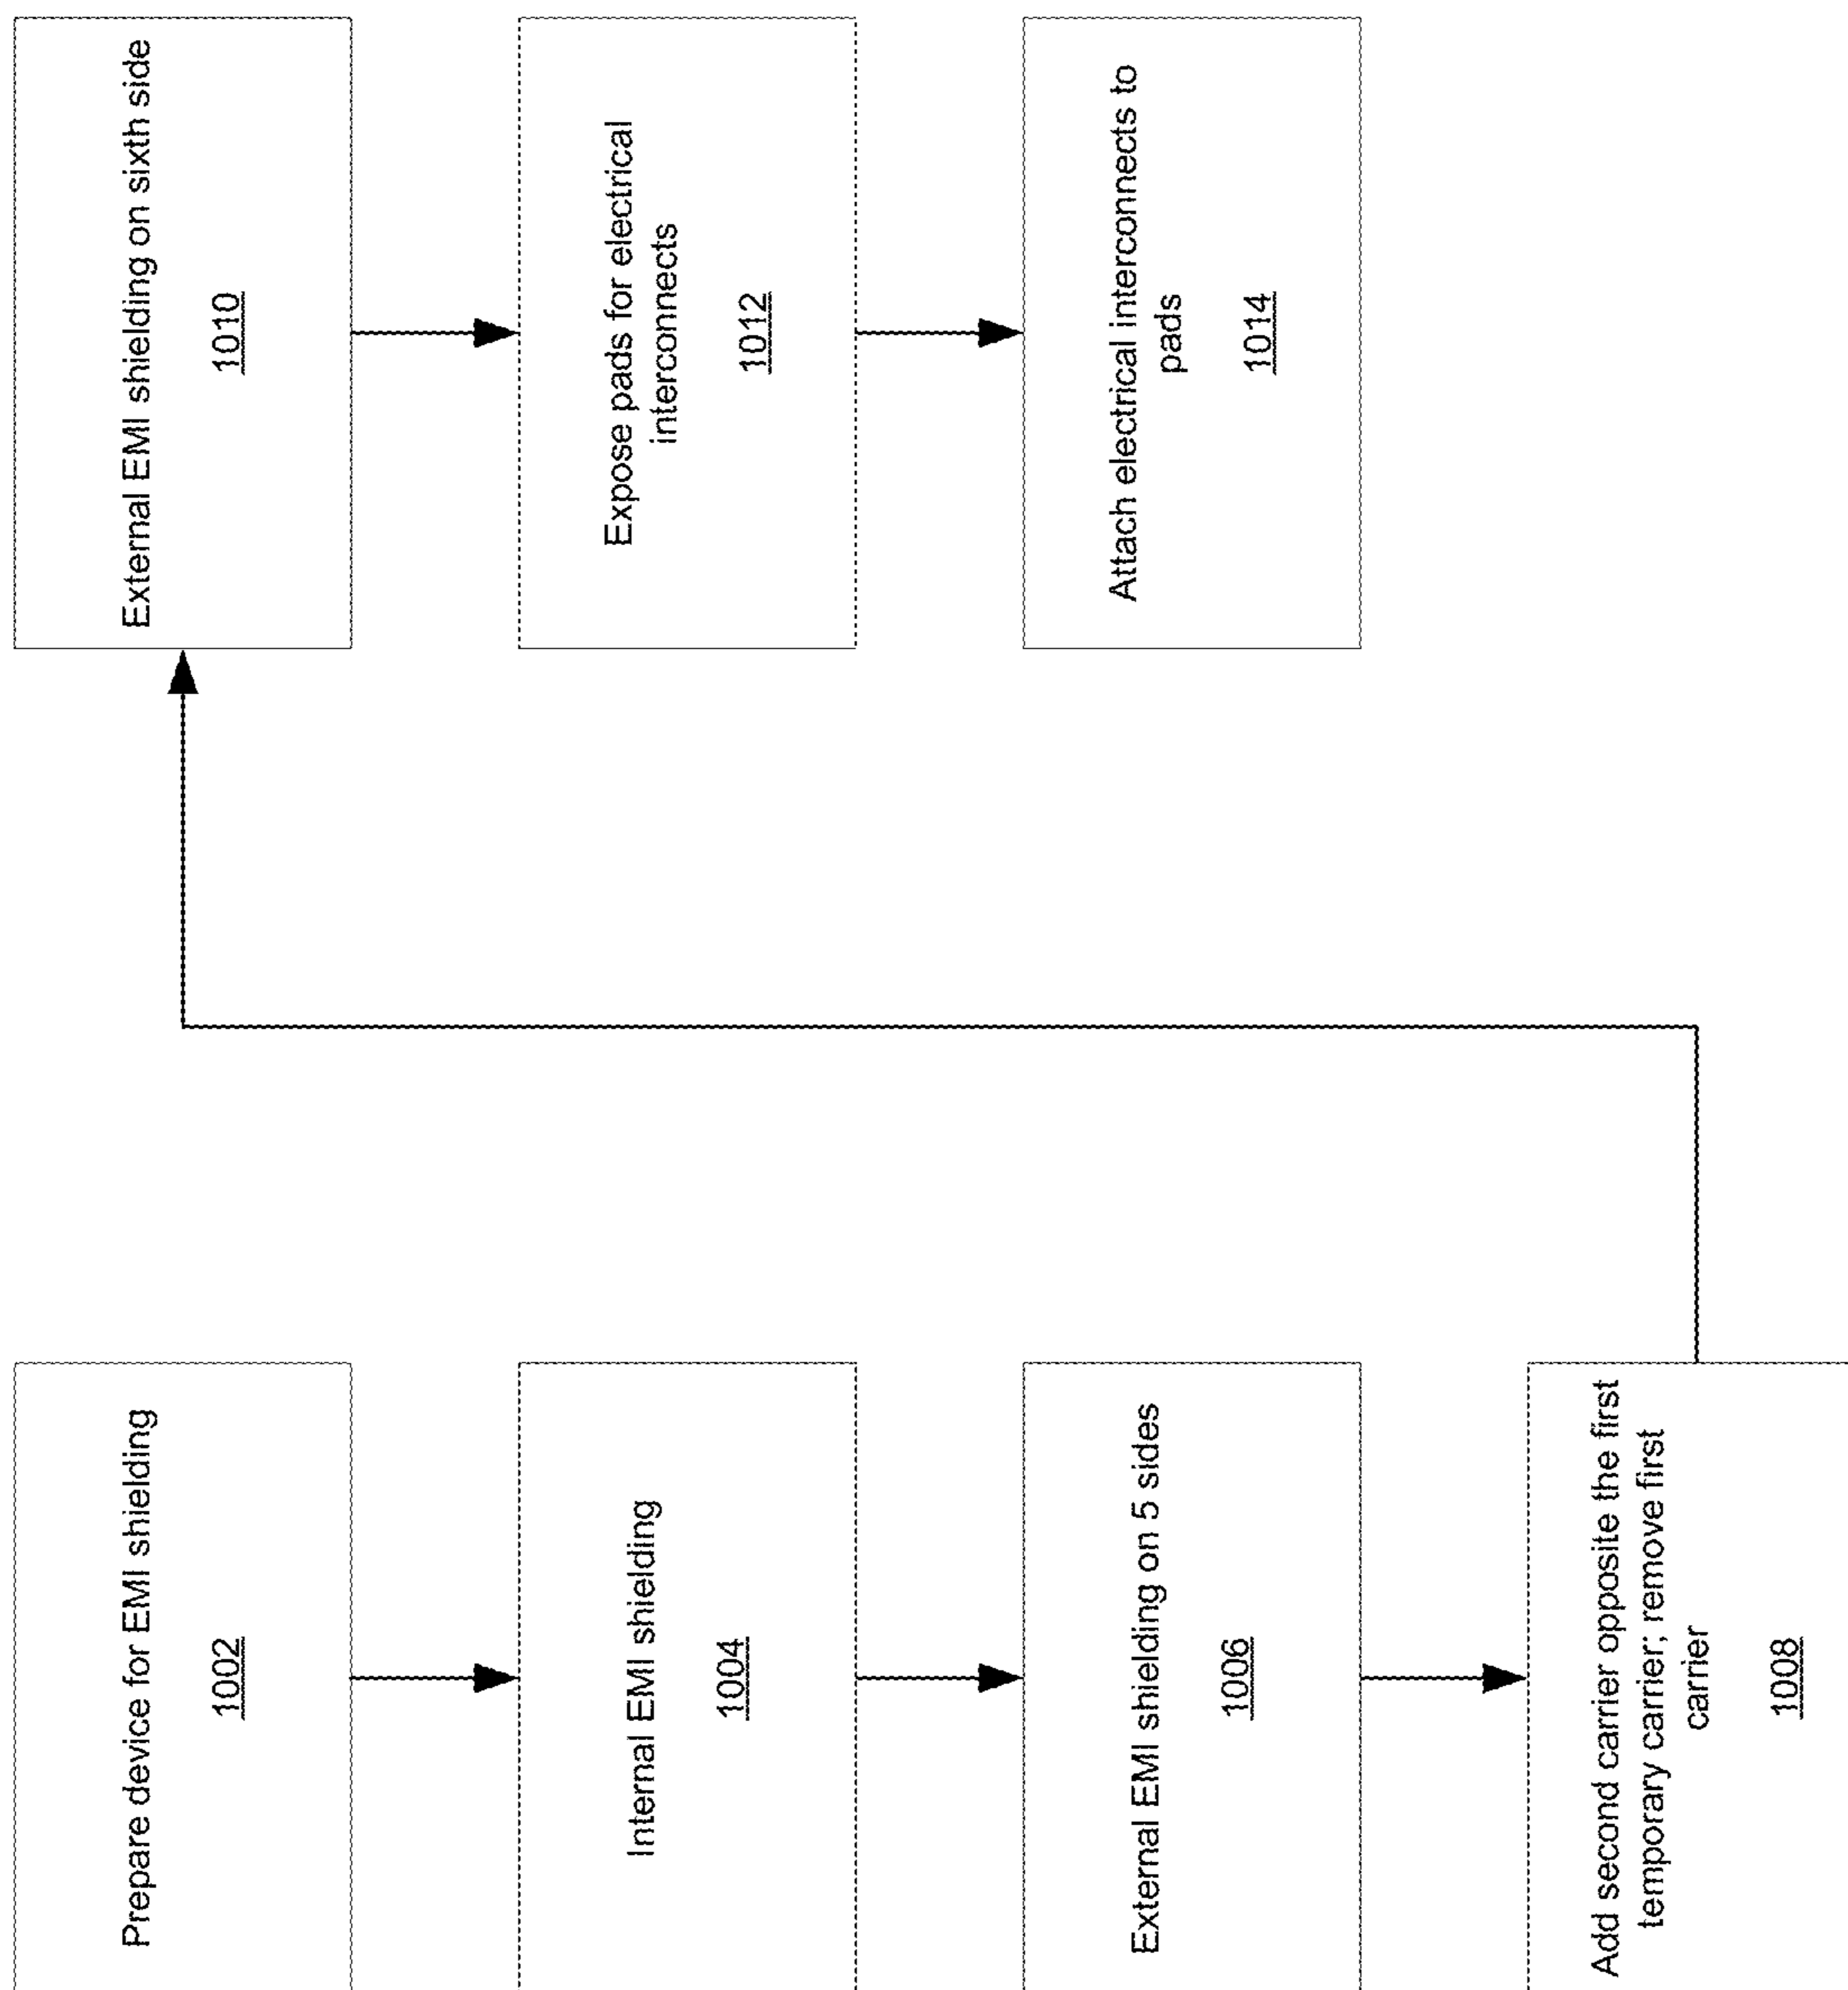 Prepare device for EMI shielding
1002
Internal EMI shielding
1004
External EMI shielding on 5 sides
1006
Add second carrier opposite the first
temporary carrier; remove first
carrier
1008
External EMI shielding on sixth side
1010
Expose pads for electrical
interconnects
1012
Attach electrical interconnects to
pads
1014